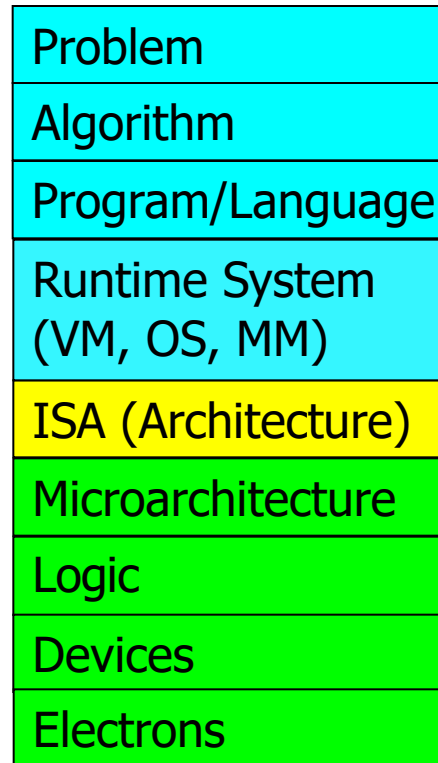 Problem
Algorithm
Program/Language
Runtime System
(VM, OS, MM)
ISA (Architecture)
Microarchitecture
Logic
Devices
Electrons